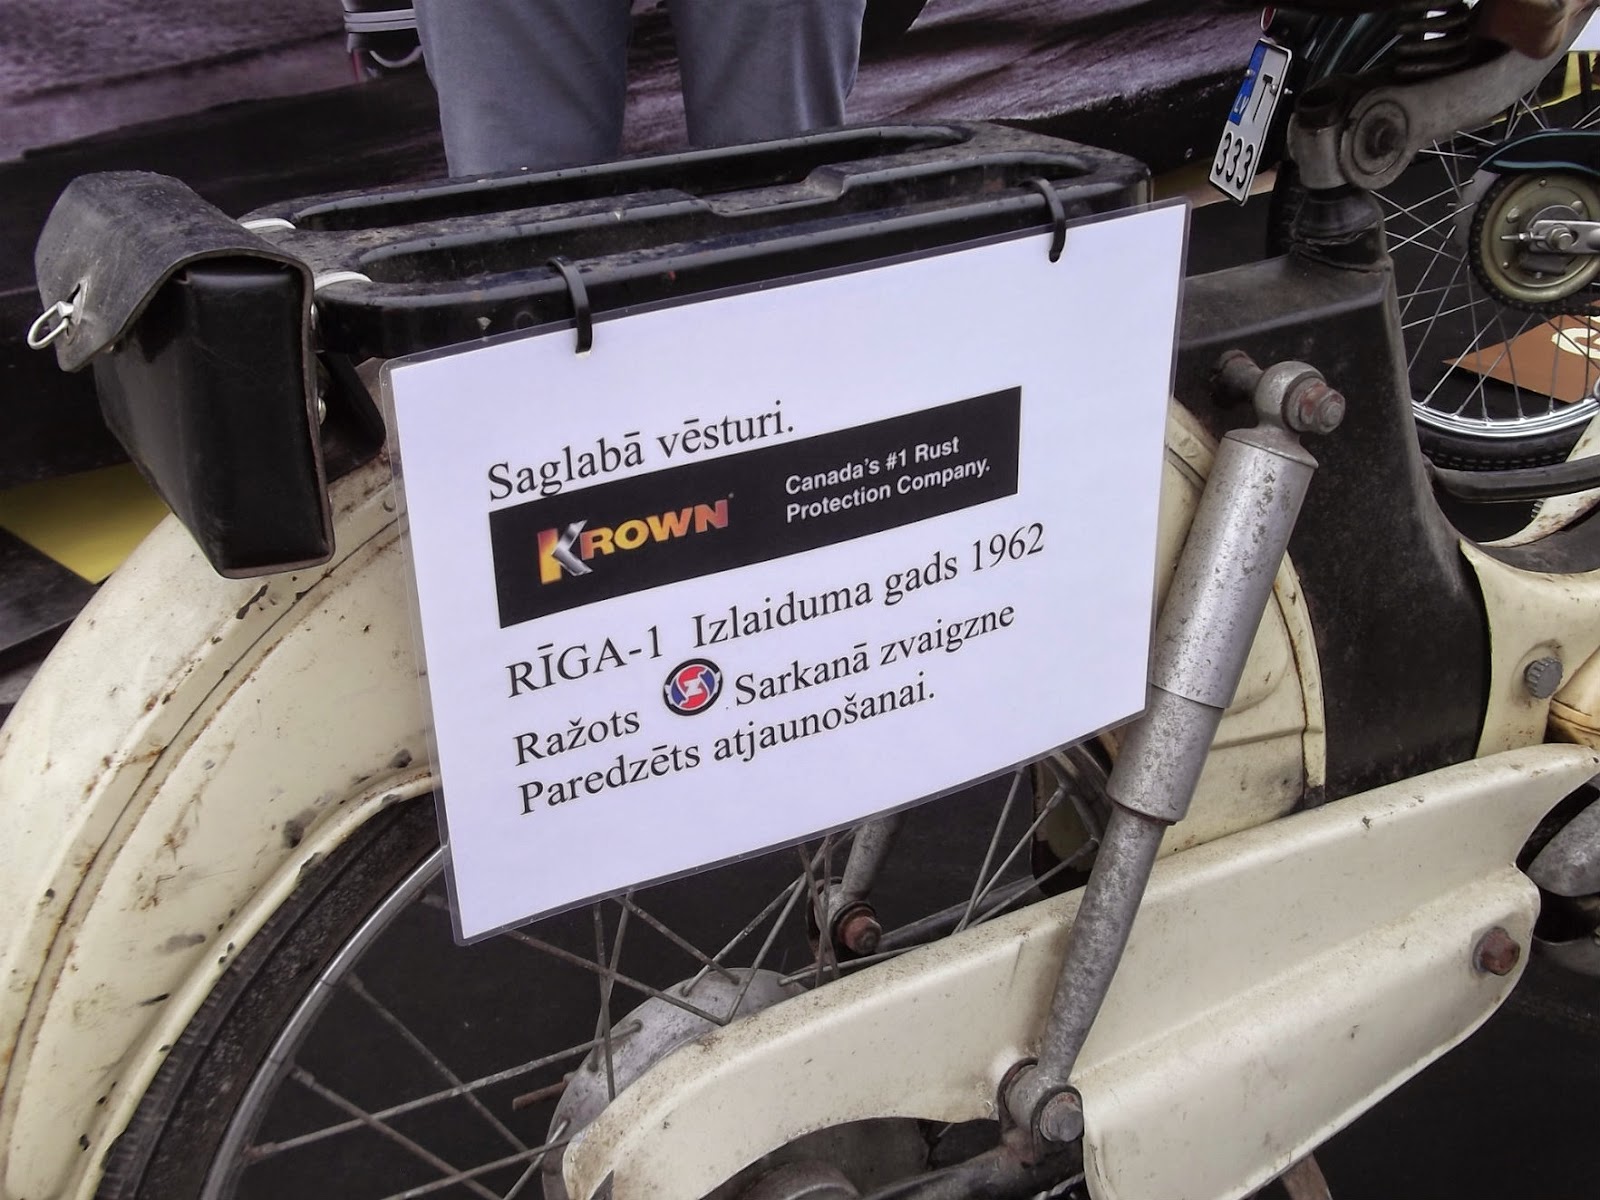 Saglabā vēsturi.
KROWN
Canada's #1 Rust
Protection Company.
RĪGA-1 Izlaiduma gads 1962
Ražots Sarkanā zvaigzne
Paredzēts atjaunošanai.
LV T
333